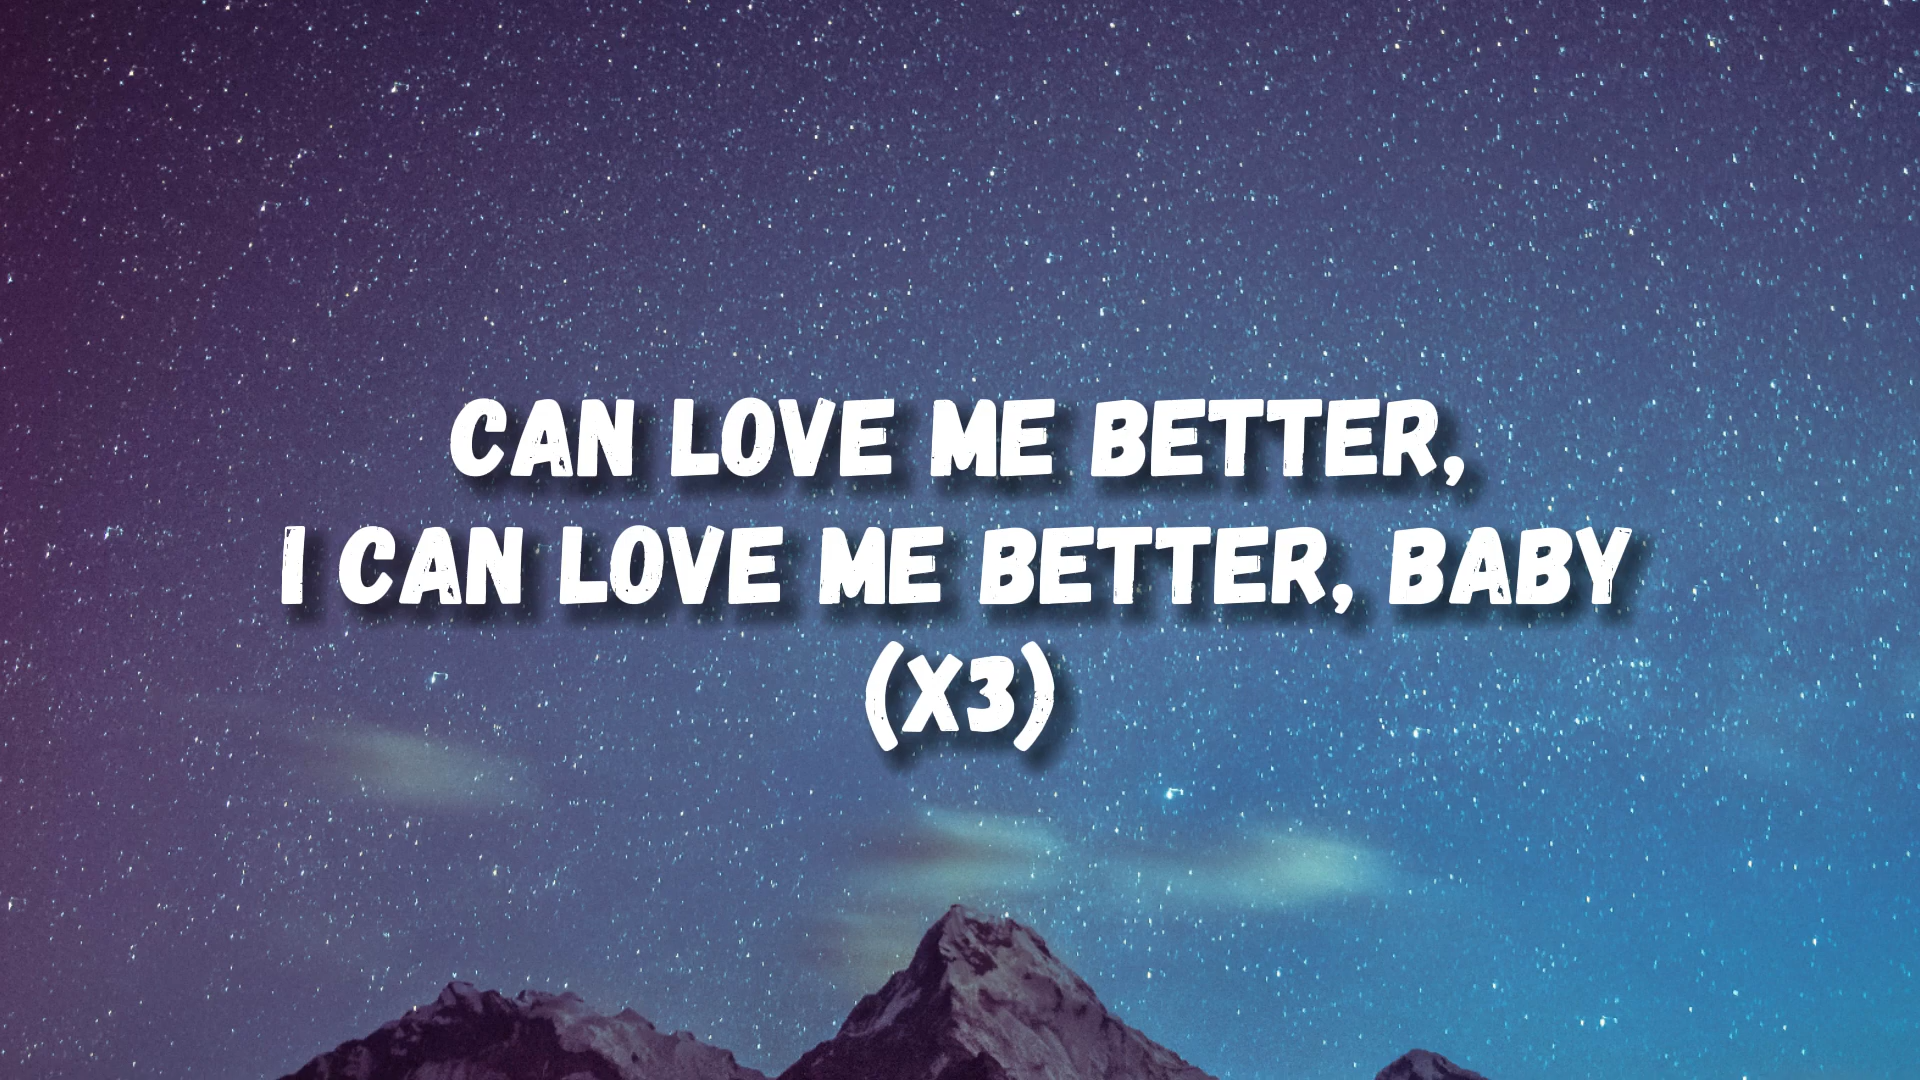 CAN LOVE ME BETTER,
I CAN LOVE ME BETTER, BABY
(X3)